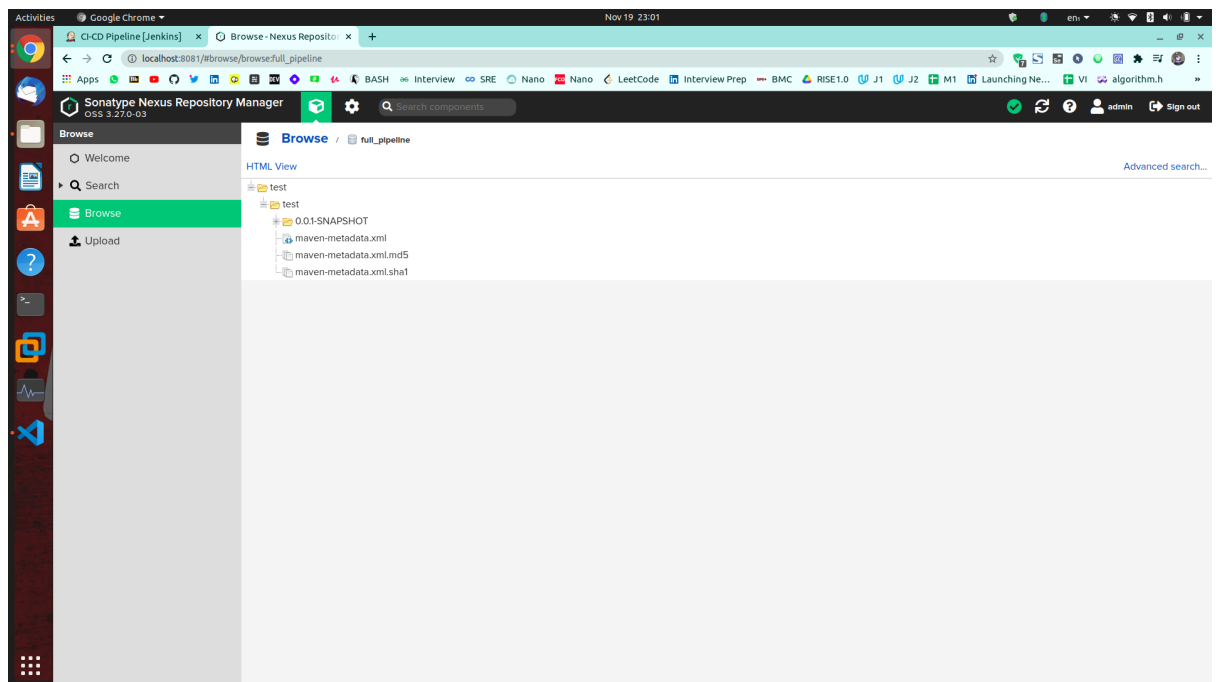 Activities Google Chrome Nov 19 23:01 en₁
CI-CD Pipeline [Jenkins] × Browse - Nexus Repositor × +
localhost:8081/#browse/browse:full_pipeline
Apps BASH Interview SRE Nano Nano LeetCode Interview Prep BMC RISE1.0 J1 J2 M1 Launching Ne... VI algorithm.h »
Sonatype Nexus Repository Manager
OSS 3.27.0-03
Search components
admin Sign out
Browse
Browse / full_pipeline
Welcome
HTML View Advanced search...
Search
Browse
Upload
test
test
0.0.1-SNAPSHOT
maven-metadata.xml
maven-metadata.xml.md5
maven-metadata.xml.sha1